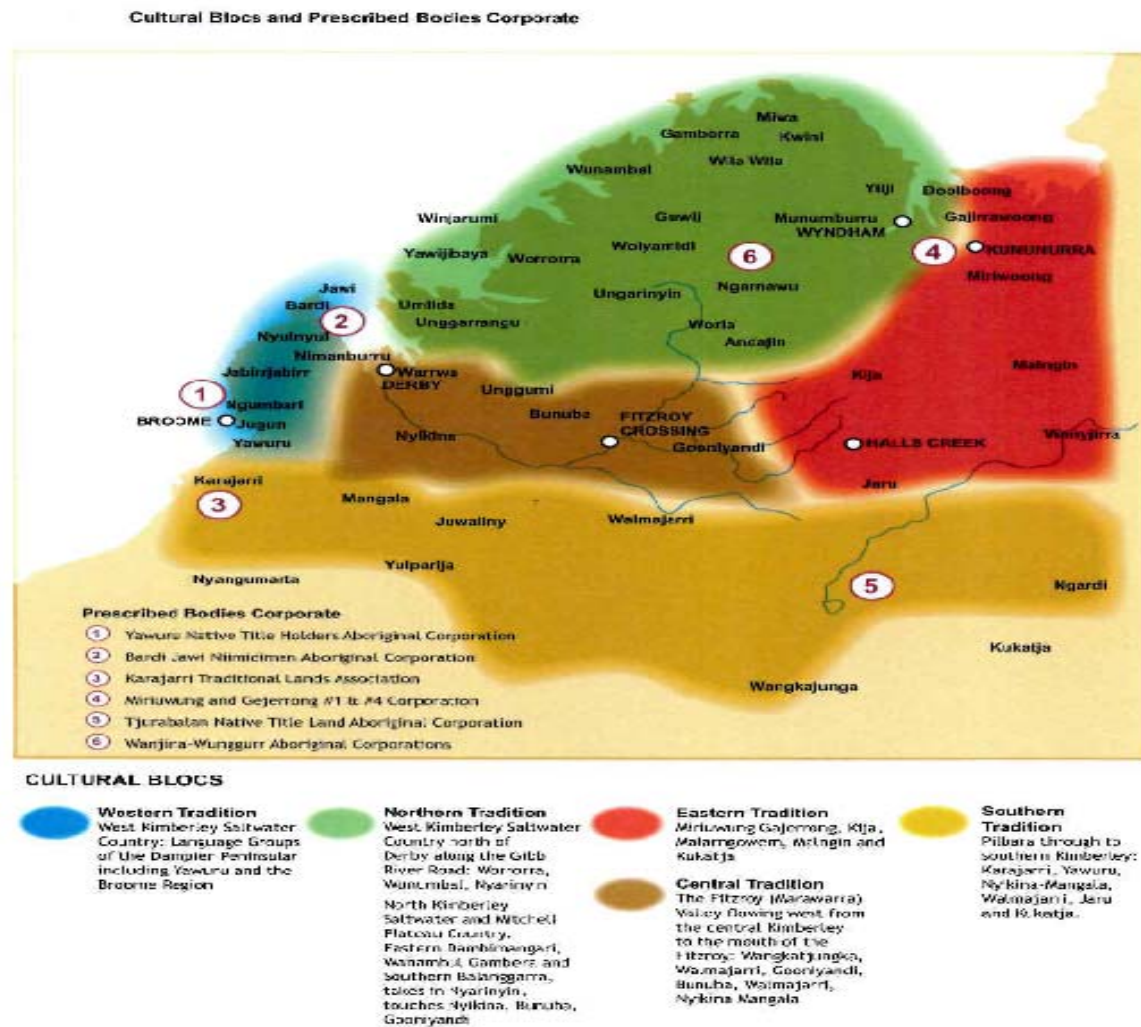 Cultural Blocs and Prescribed Bodies Corporate
Miwa
Gamborra
Kwini
Wunambal
Wila Wila
Yiiji
Doolboong
Winjarumi
Guwij
Munumburru
Gajirrawoong
WYNDHAM
4
KUNUNURRA
Yawijibaya
Worrorra
Wolyamidi
6
Miriwoong
Jawi
Ungarinyin
Ngarnawu
Bardi
2
Umiida
Unggarrangu
Worla
Nyulnyul
Andajin
Nimanburru
Jabirrjabirr
Warrwa
DERBY
Kija
Malngin
1
Ngumbarl
Unggumi
Bunuba
FITZROY
CROSSING
BROOME
Jugun
Nyikina
Gooniyandi
Wanyjirra
Yawuru
HALLS CREEK
Karajarri
Jaru
3
Mangala
Juwaliny
Walmajarri
Yulparija
5
Ngardi
Nyangumarta
Kukatja
Wangkajunga
Prescribed Bodies Corporate
1 Yawuru Native Title Holders Aboriginal Corporation
2 Bardi Jawi Niimidiman Aboriginal Corporation
3 Karajarri Traditional Lands Association
4 Miriuwung and Gejerrong #1 & #4 Corporation
5 Tjurabalan Native Title Land Aboriginal Corporation
6 Wanjina-Wunggurr Aboriginal Corporations
CULTURAL BLOCS
Western Tradition
West Kimberley Saltwater
Country: Language Groups
of the Dampier Peninsular
including Yawuru and the
Broome Region
Northern Tradition
West Kimberley Saltwater
Country north of
Derby along the Gibb
River Road: Worrorra,
Wunumbal, Nyarinyin
North Kimberley
Saltwater and Mitchell
Plateau Country.
Eastern Dambimangari,
Wanambul, Gambera and
Southern Balanggarra,
takes in Nyarinyin,
touches Nyikina, Bunuba,
Gooniyandi
Eastern Tradition
Miriuwung Gajerrong, Kija,
Malarngowem, Malngin and
Kukatja
Central Tradition
The Fitzroy (Marawarra)
Valley flowing west from
the central Kimberley
to the mouth of the
Fitzroy: Wangkatjungka,
Walmajarri, Gooniyandi,
Bunuba, Walmajarri,
Nyikina Mangala
Southern
Tradition
Pilbara through to
southern Kimberley:
Karajarri, Yawuru,
Nyikina-Mangala,
Walmajarri, Jaru
and Kukatja.